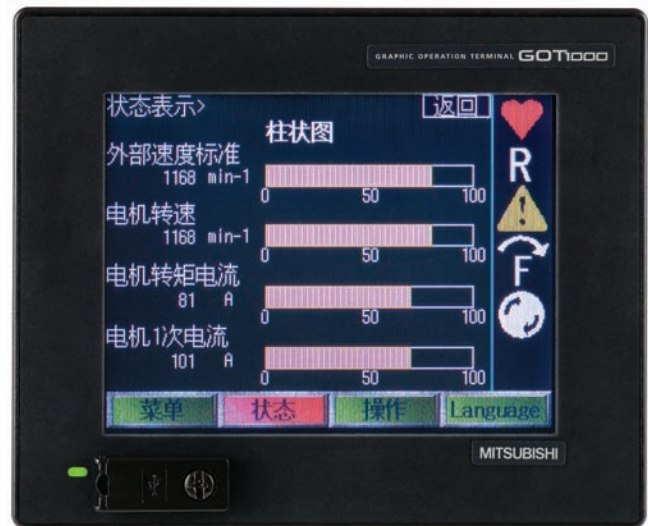 GRAPHIC OPERATION TERMINAL GOT1000
状态表示> 返回
柱状图
外部速度标准
1168 min-1
0 50 100
R
电机转速
1168 min-1
0 50 100
F
电机转矩电流
81 A
0 50 100
电机1次电流
101 A
0 50 100
菜单 状态 操作 Language
MITSUBISHI